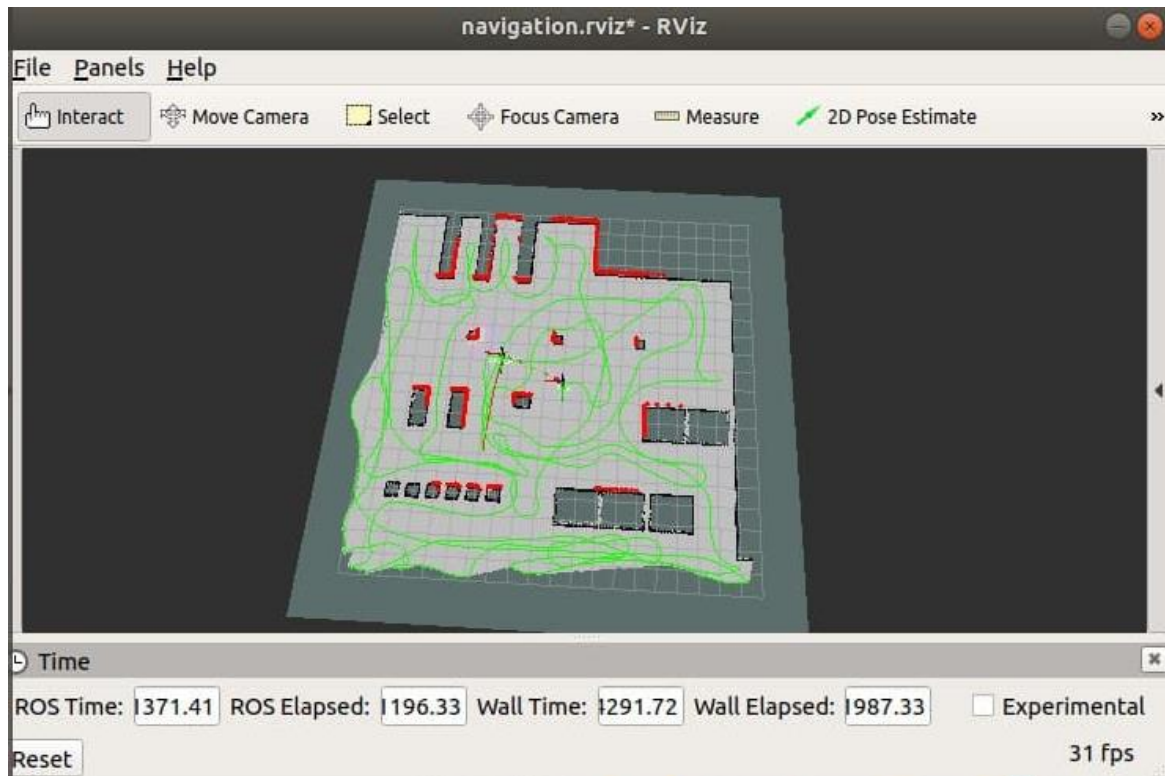 navigation.rviz* - RViz
File Panels Help
Interact Move Camera Select Focus Camera Measure 2D Pose Estimate »
Time
ROS Time: 1371.41 ROS Elapsed: 1196.33 Wall Time: 4291.72 Wall Elapsed: 1987.33 Experimental
Reset 31 fps